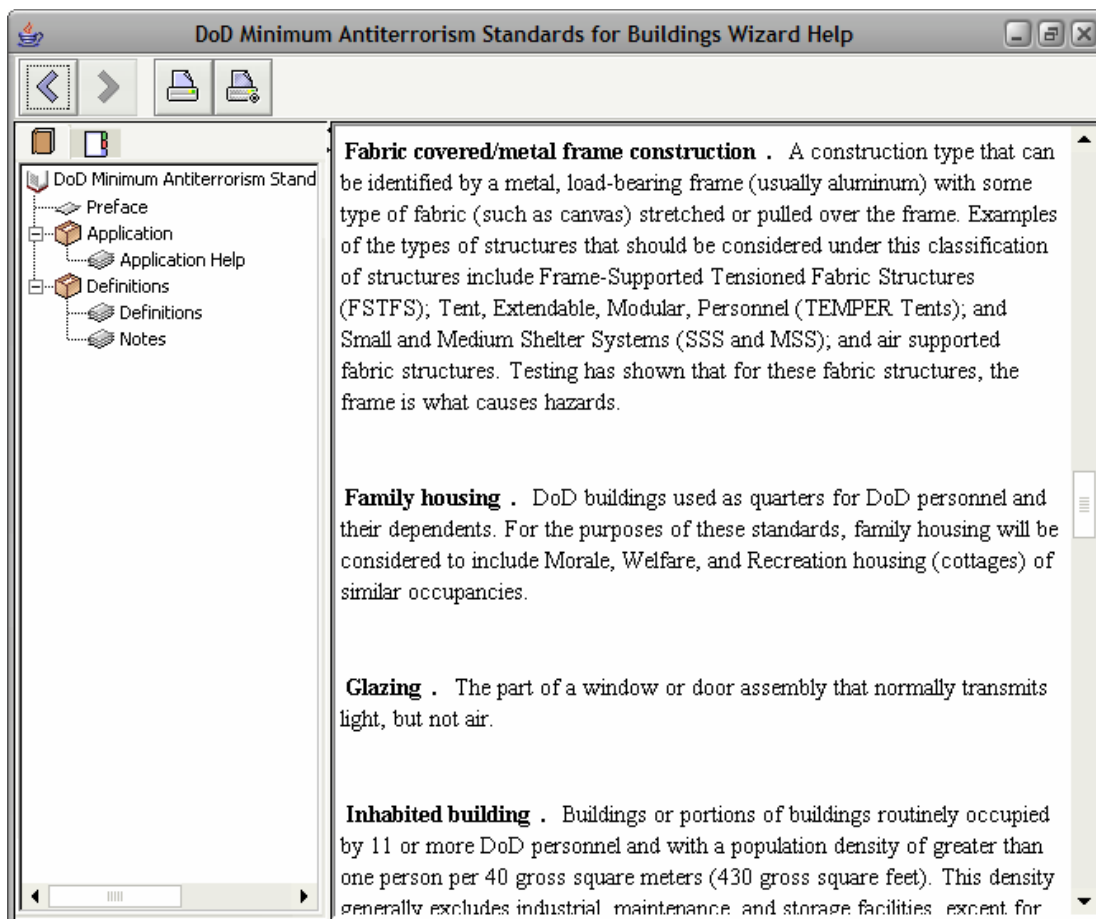 DoD Minimum Antiterrorism Standards for Buildings Wizard Help
DoD Minimum Antiterrorism Stand
Preface
Application
Application Help
Definitions
Definitions
Notes
Fabric covered/metal frame construction . A construction type that can
be identified by a metal, load-bearing frame (usually aluminum) with some
type of fabric (such as canvas) stretched or pulled over the frame. Examples
of the types of structures that should be considered under this classification
of structures include Frame-Supported Tensioned Fabric Structures
(FSTFS); Tent, Extendable, Modular, Personnel (TEMPER Tents); and
Small and Medium Shelter Systems (SSS and MSS); and air supported
fabric structures. Testing has shown that for these fabric structures, the
frame is what causes hazards.
Family housing . DoD buildings used as quarters for DoD personnel and
their dependents. For the purposes of these standards, family housing will be
considered to include Morale, Welfare, and Recreation housing (cottages) of
similar occupancies.
Glazing . The part of a window or door assembly that normally transmits
light, but not air.
Inhabited building . Buildings or portions of buildings routinely occupied
by 11 or more DoD personnel and with a population density of greater than
one person per 40 gross square meters (430 gross square feet). This density
generally excludes industrial, maintenance, and storage facilities, except for